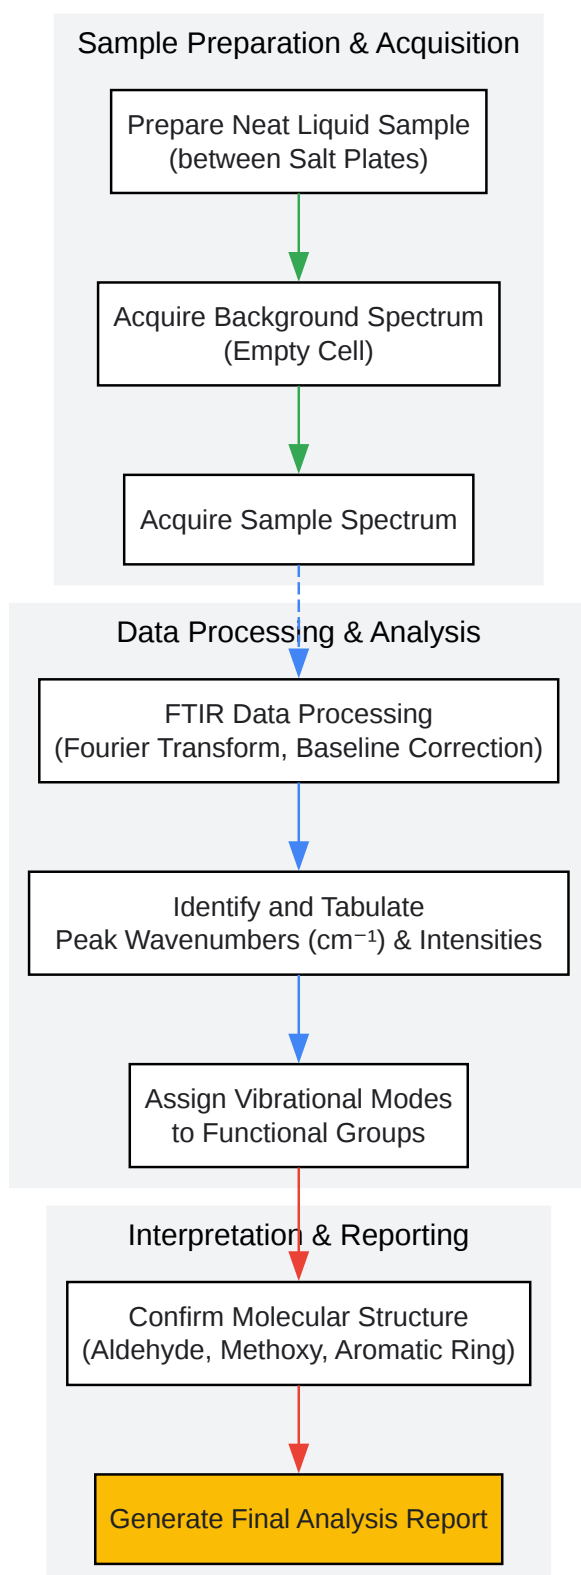 Sample Preparation & Acquisition
Prepare Neat Liquid Sample
(between Salt Plates)
Acquire Background Spectrum
(Empty Cell)
Acquire Sample Spectrum
Data Processing & Analysis
FTIR Data Processing
(Fourier Transform, Baseline Correction)
Identify and Tabulate
Peak Wavenumbers (cm⁻¹) & Intensities
Assign Vibrational Modes
to Functional Groups
Interpretation & Reporting
Confirm Molecular Structure
(Aldehyde, Methoxy, Aromatic Ring)
Generate Final Analysis Report